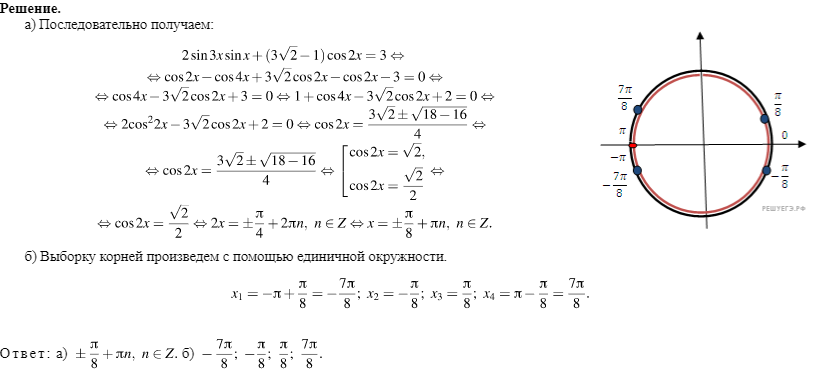 Решение.
а) Последовательно получаем:
2 sin 3x sin x + (3√2 − 1) cos 2x = 3 ⇔
⇔ cos 2x − cos 4x + 3√2 cos 2x − cos 2x − 3 = 0 ⇔
⇔ cos 4x − 3√2 cos 2x + 3 = 0 ⇔ 1 + cos 4x − 3√2 cos 2x + 2 = 0 ⇔
⇔ 2cos²2x − 3√2 cos 2x + 2 = 0 ⇔ cos 2x = (3√2 ± √(18 − 16))/4 ⇔
⇔ cos 2x = (3√2 ± √(18 − 16))/4 ⇔ [cos 2x = √2, cos 2x = √2/2 ⇔
⇔ cos 2x = √2/2 ⇔ 2x = ±π/4 + 2πn, n ∈ Z ⇔ x = ±π/8 + πn, n ∈ Z.
б) Выборку корней произведем с помощью единичной окружности.
x₁ = −π + π/8 = −7π/8; x₂ = −π/8; x₃ = π/8; x₄ = π − π/8 = 7π/8.
Ответ: а) ±π/8 + πn, n ∈ Z. б) −7π/8; −π/8; π/8; 7π/8.
7π/8
π/8
π
0
−π
−π/8
−7π/8
РЕШУЕГЭ.РФ